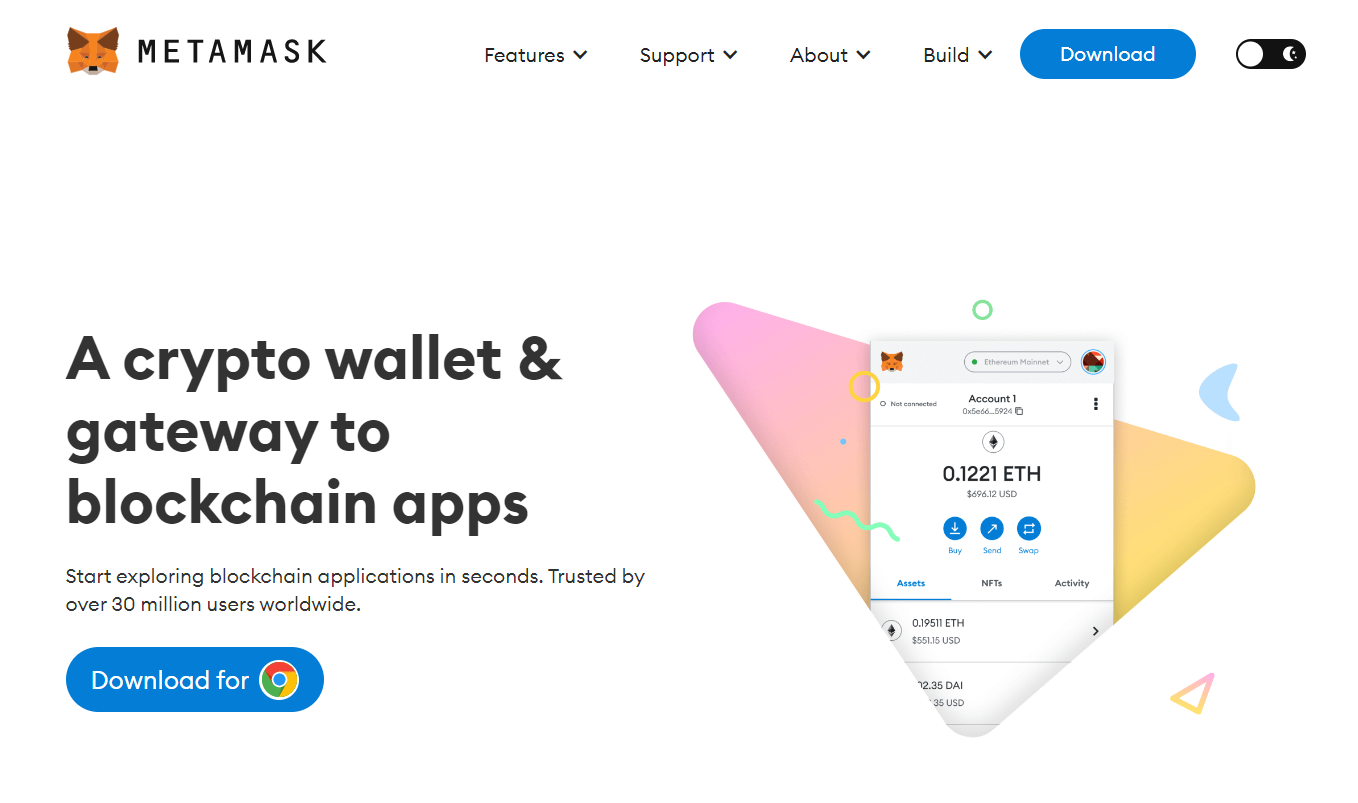 METAMASK
Features
Support
About
Build
Download
A crypto wallet &
gateway to
blockchain apps
Start exploring blockchain applications in seconds. Trusted by
over 30 million users worldwide.
Download for
Ethereum Mainnet
Not connected
Account 1
0x5e66...5924
0.1221 ETH
$696.12 USD
Buy
Send
Swap
Assets
NFTs
Activity
0.19511 ETH
$551.15 USD
02.35 DAI
35 USD